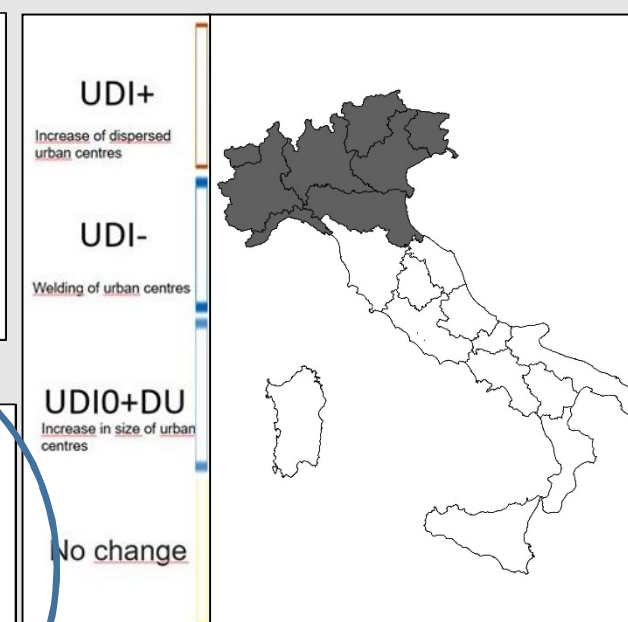 UDI+
Increase of dispersed
urban centres
UDI-
Welding of urban centres
UDI0+DU
Increase in size of urban
centres
No change